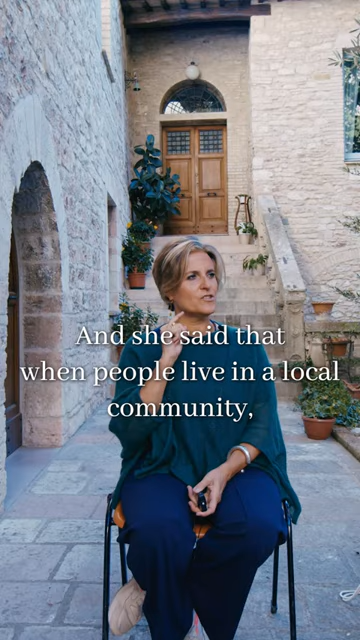 And she said that
when people live in a local
community,